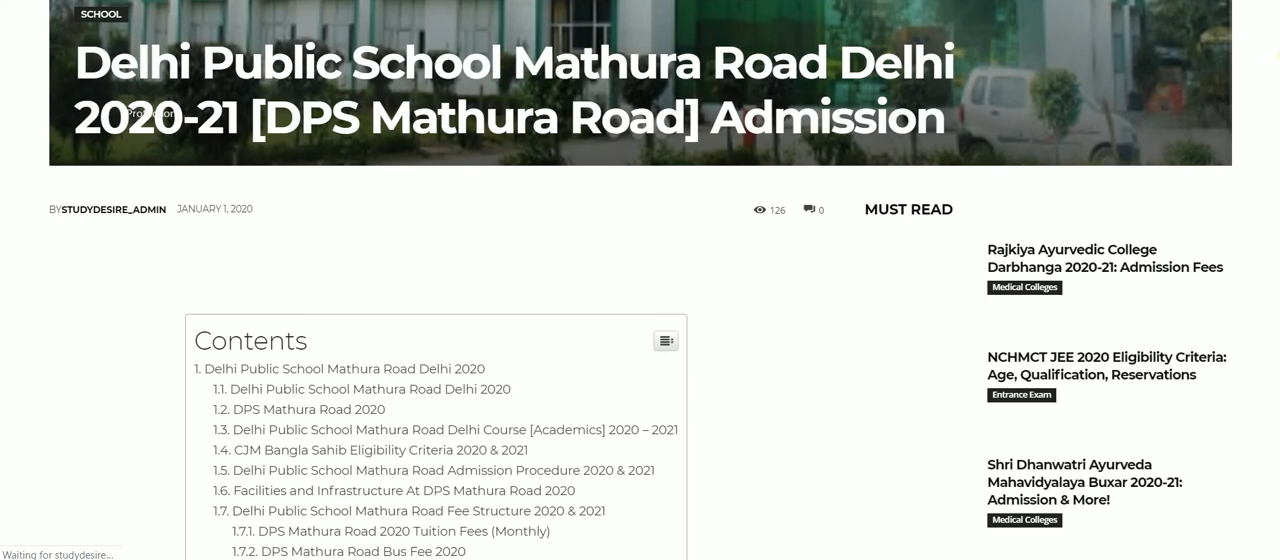 SCHOOL
Delhi Public School Mathura Road Delhi
2020-21 [DPS Mathura Road] Admission
BYSTUDYDESIRE_ADMIN JANUARY 1, 2020 126 0
Contents
1. Delhi Public School Mathura Road Delhi 2020
1.1. Delhi Public School Mathura Road Delhi 2020
1.2. DPS Mathura Road 2020
1.3. Delhi Public School Mathura Road Delhi Course [Academics] 2020 – 2021
1.4. CJM Bangla Sahib Eligibility Criteria 2020 & 2021
1.5. Delhi Public School Mathura Road Admission Procedure 2020 & 2021
1.6. Facilities and Infrastructure At DPS Mathura Road 2020
1.7. Delhi Public School Mathura Road Fee Structure 2020 & 2021
1.7.1. DPS Mathura Road 2020 Tuition Fees (Monthly)
1.7.2. DPS Mathura Road Bus Fee 2020
MUST READ
Rajkiya Ayurvedic College
Darbhanga 2020-21: Admission Fees
Medical Colleges
NCHMCT JEE 2020 Eligibility Criteria:
Age, Qualification, Reservations
Entrance Exam
Shri Dhanwatri Ayurveda
Mahavidyalaya Buxar 2020-21:
Admission & More!
Medical Colleges
Waiting for studydesire...